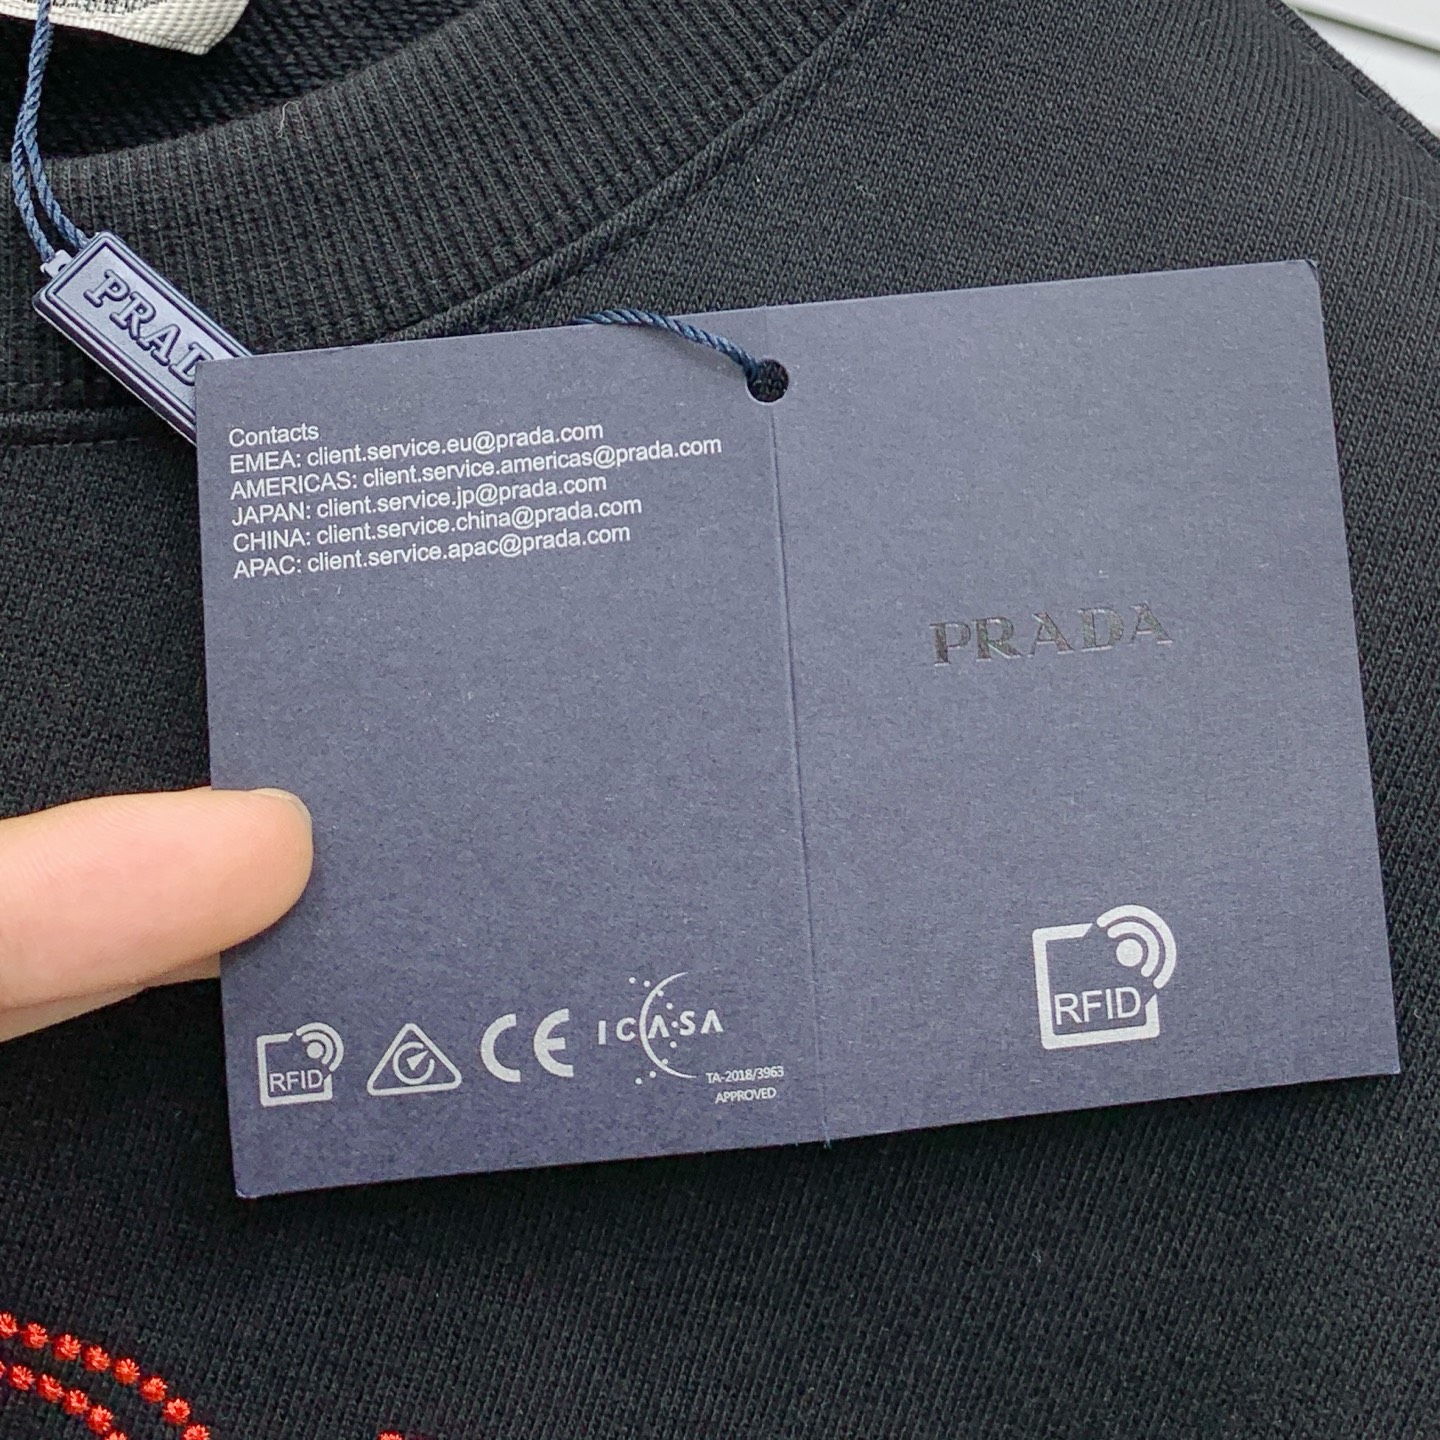 PRAD
Contacts
EMEA: client.service.eu@prada.com
AMERICAS: client.service.americas@prada.com
JAPAN: client.service.jp@prada.com
CHINA: client.service.china@prada.com
APAC: client.service.apac@prada.com
PRADA
RFID
RFID
CE
ICASA
TA-2018/3963
APPROVED